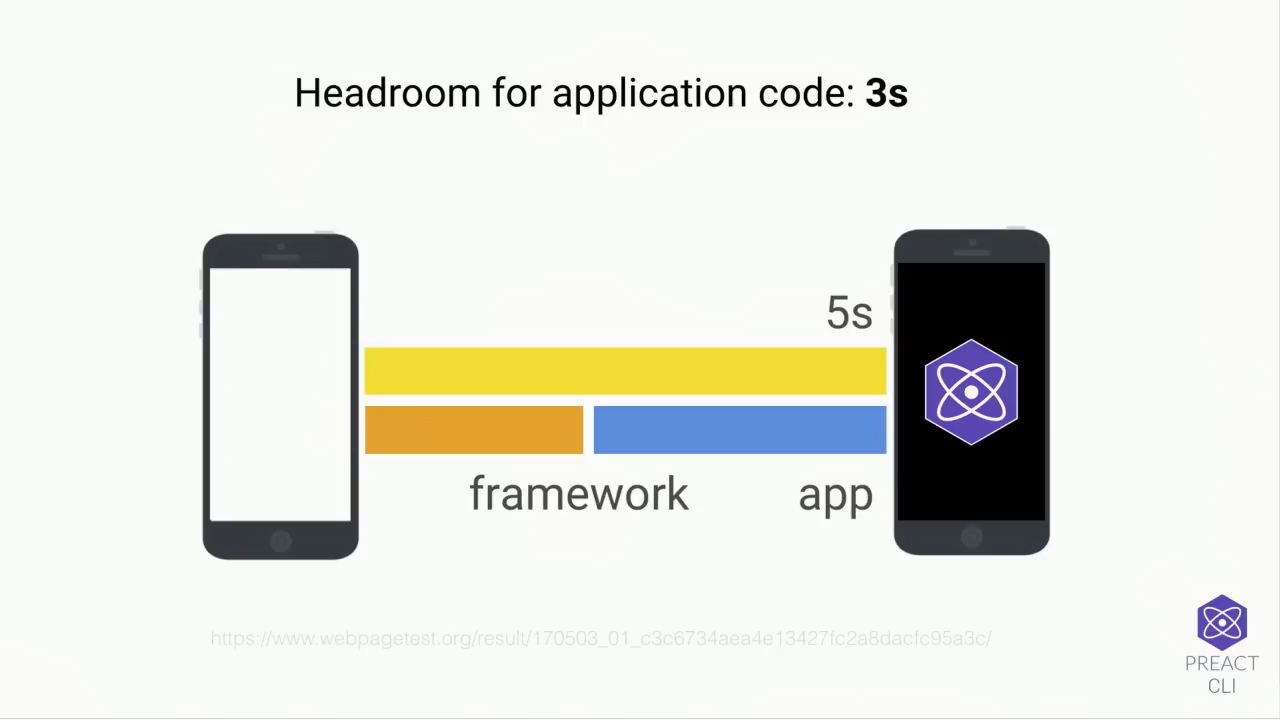 Headroom for application code: 3s
5s
framework
app
https://www.webpagetest.org/result/170503_01_c3c6734aea4e13427fc2a8dacfc95a3c/
PREACT
CLI